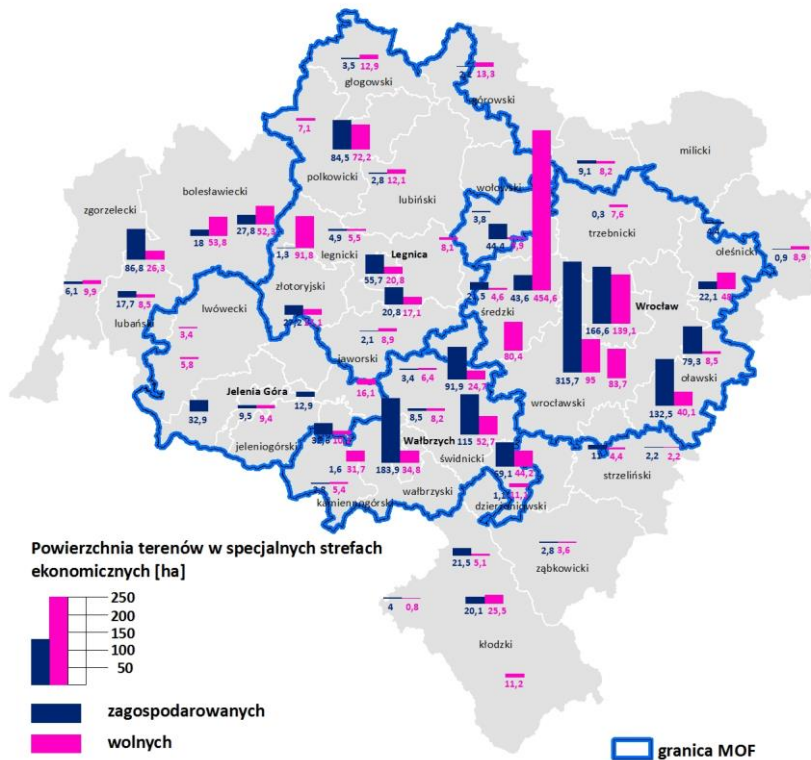 3,5 12,9
głogowski
13,3
górowski
7,1
84,5 72,2
polkowicki
2,8 12,1
lubiński
wołowski
9,1 8,2
milicki
0,3 7,6
trzebnicki
3,8
44,4
oleśnicki
0,9 8,9
zgorzelecki
bolesławiecki
18 53,8
27,8 52,3
86,8 26,3
1,3 91,8
4,9 5,5
legnicki
Legnica
8,1
55,7 20,8
20,8 17,1
4,6
średzki
43,6 454,6
Wrocław
166,6 139,1
22,1
6,1 9,9
17,7 8,5
lubański
lwówecki
złotoryjski
3,4
2,1 8,9
jaworski
80,4
315,7 95
83,7
wrocławski
79,3 8,5
oławski
132,5 40,1
5,8
16,1
3,4 6,4
91,9 24,7
Jelenia Góra
12,9
32,9
9,5 9,4
jeleniogórski
8,5 8,2
Wałbrzych
115 52,7
świdnicki
1,6 31,7
183,9 34,8
wałbrzyski
5,4
kamiennogórski
69,1 44,2
dzierżoniowski
11 4,4
2,2 2,2
strzeliński
2,8 3,6
ząbkowicki
21,5 5,1
4 0,8
20,1 25,5
kłodzki
11,2
Powierzchnia terenów w specjalnych strefach
ekonomicznych [ha]
250
200
150
100
50
zagospodarowanych
wolnych
granica MOF